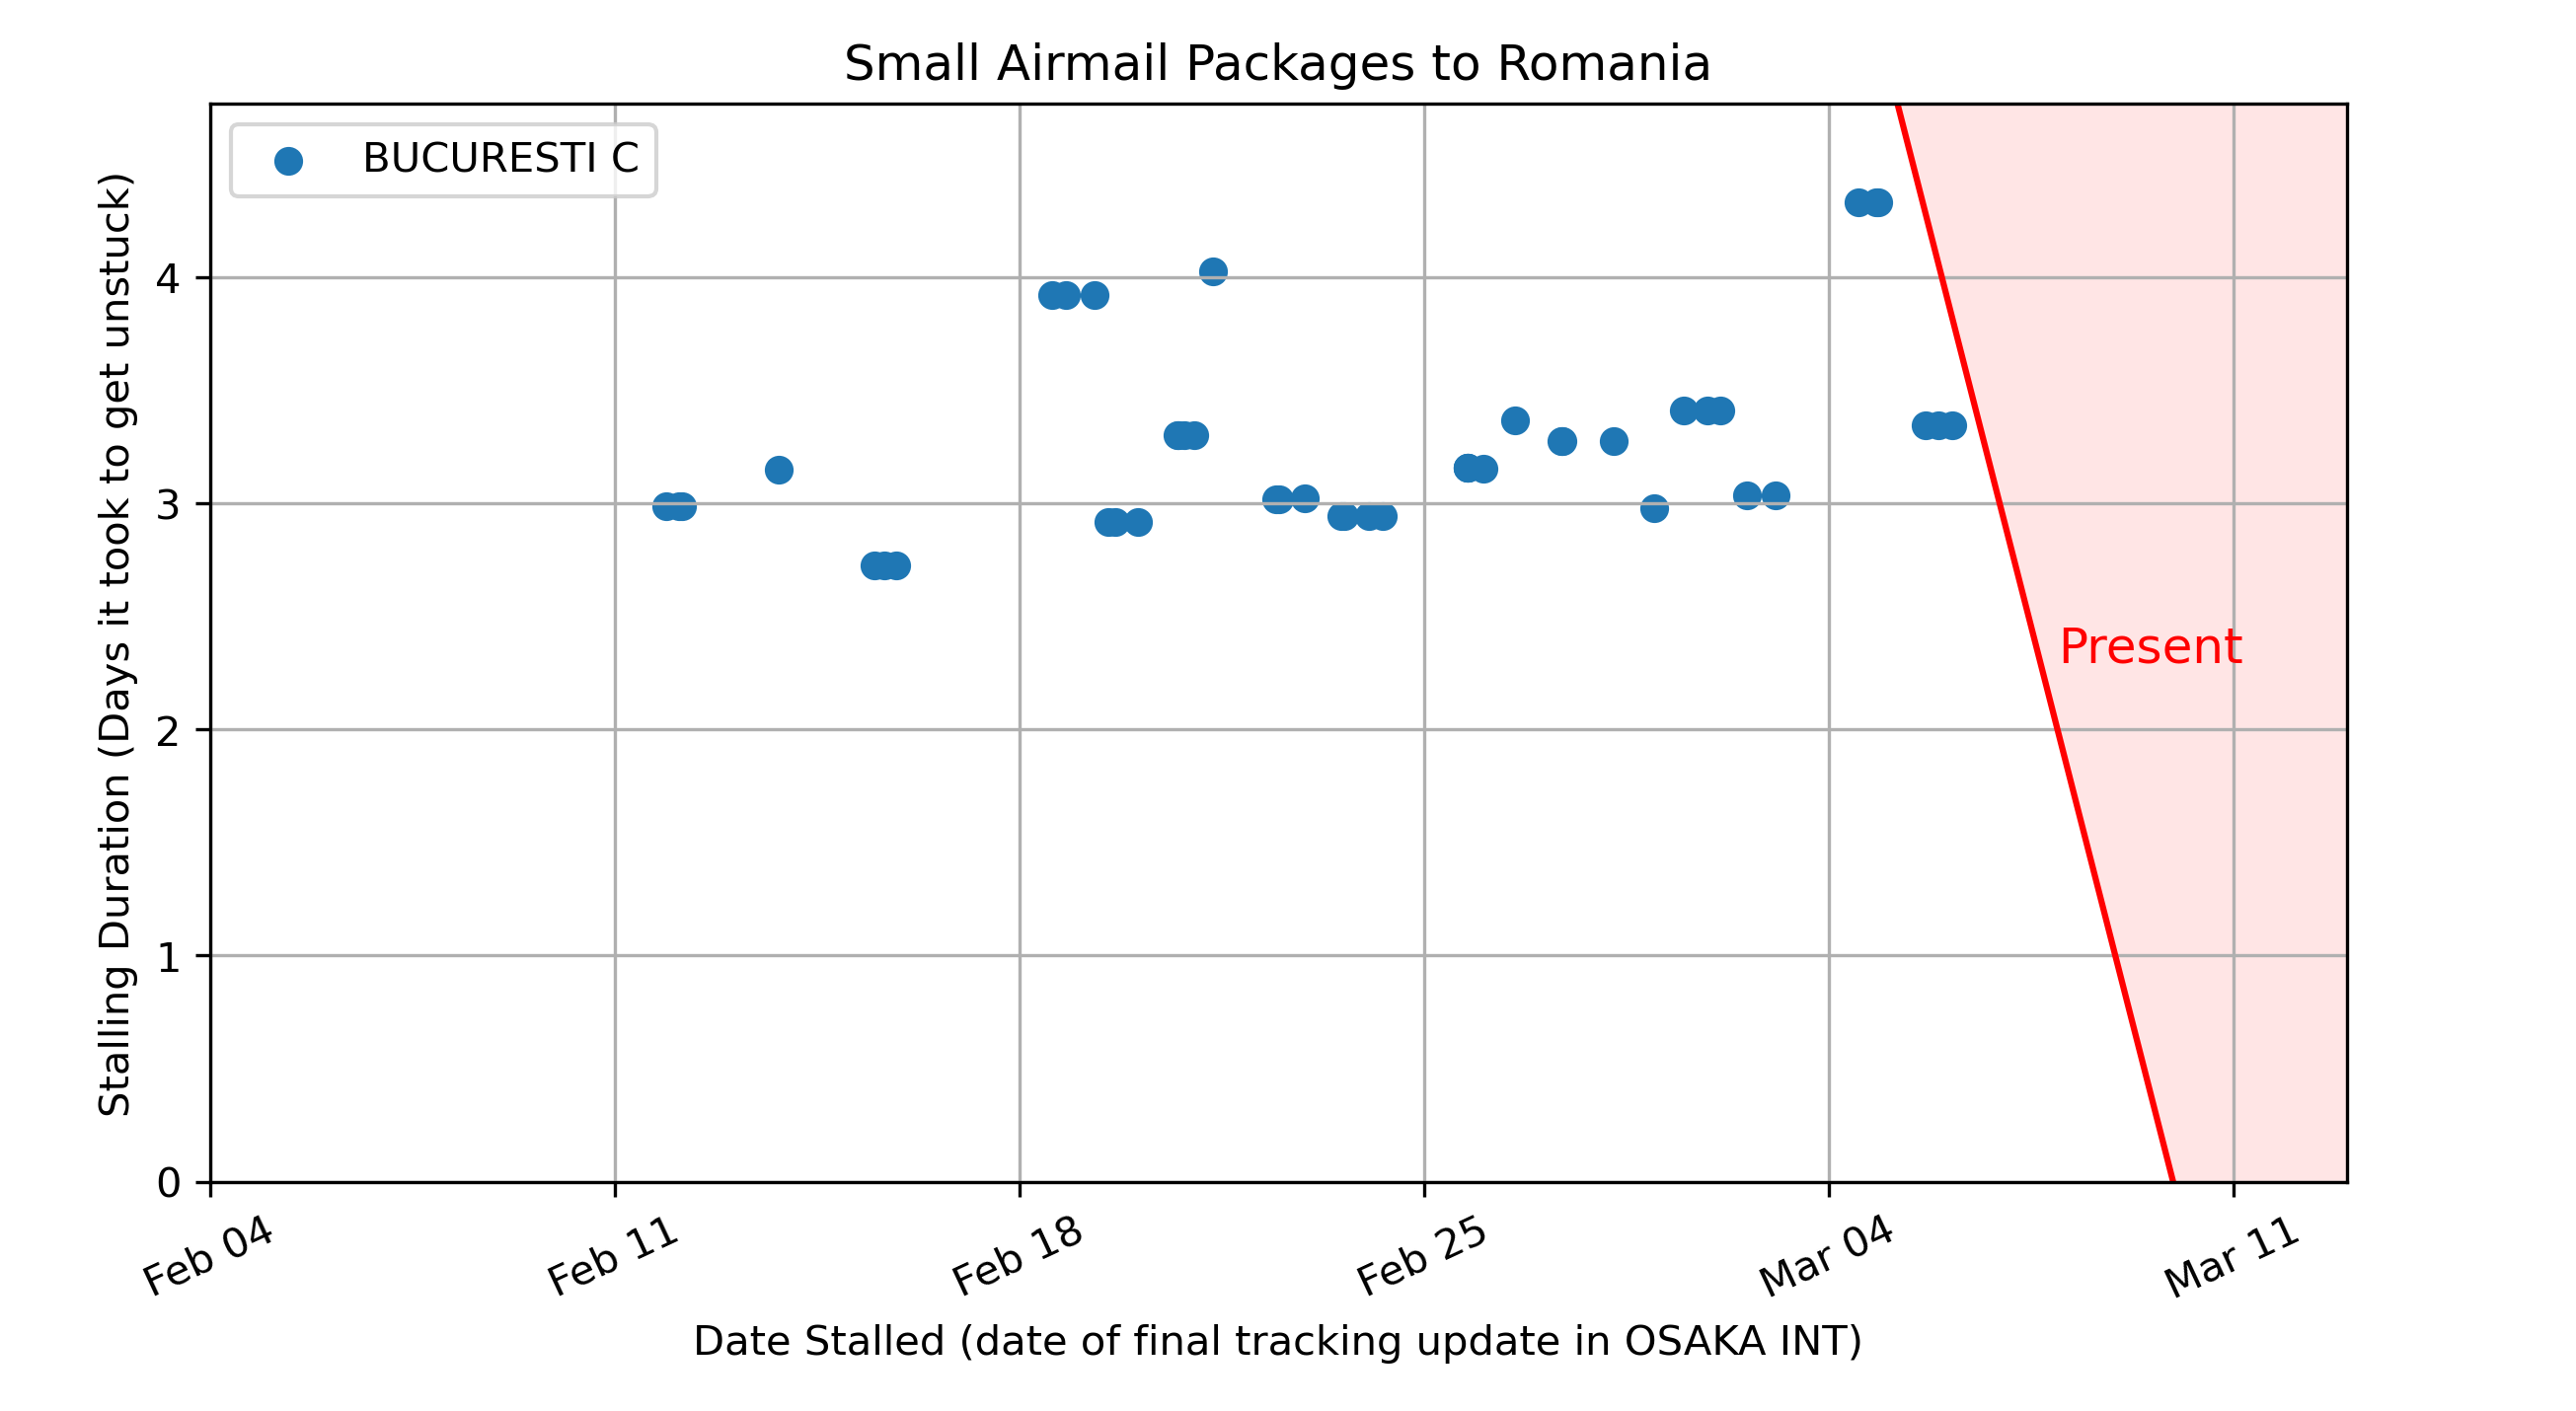 Small Airmail Packages to Romania
BUCURESTI C
Stalling Duration (Days it took to get unstuck)
4
3
2
1
0
Present
Feb 04
Feb 11
Feb 18
Feb 25
Mar 04
Mar 11
Date Stalled (date of final tracking update in OSAKA INT)